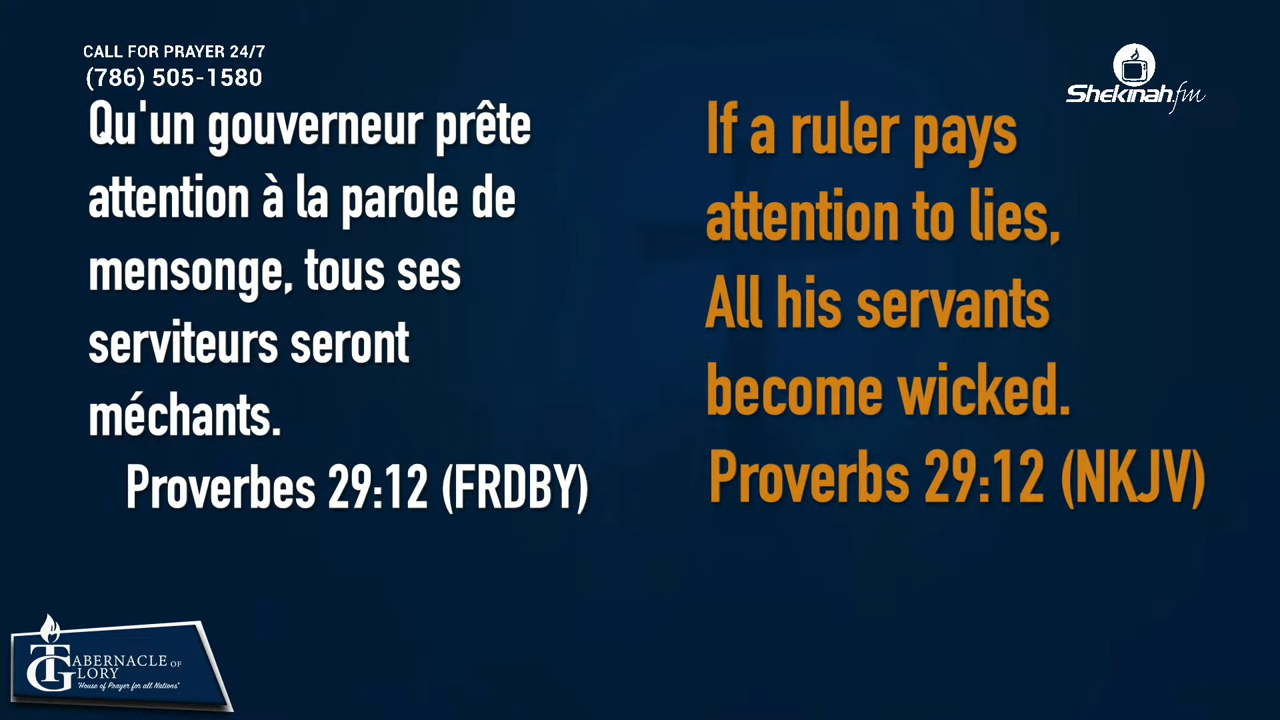 CALL FOR PRAYER 24/7
(786) 505-1580
Shekinah.fm
Qu'un gouverneur prête
attention à la parole de
mensonge, tous ses
serviteurs seront
méchants.
Proverbes 29:12 (FRDBY)
If a ruler pays
attention to lies,
All his servants
become wicked.
Proverbs 29:12 (NKJV)
TABERNACLE OF
GLORY
"House of Prayer for all Nations"